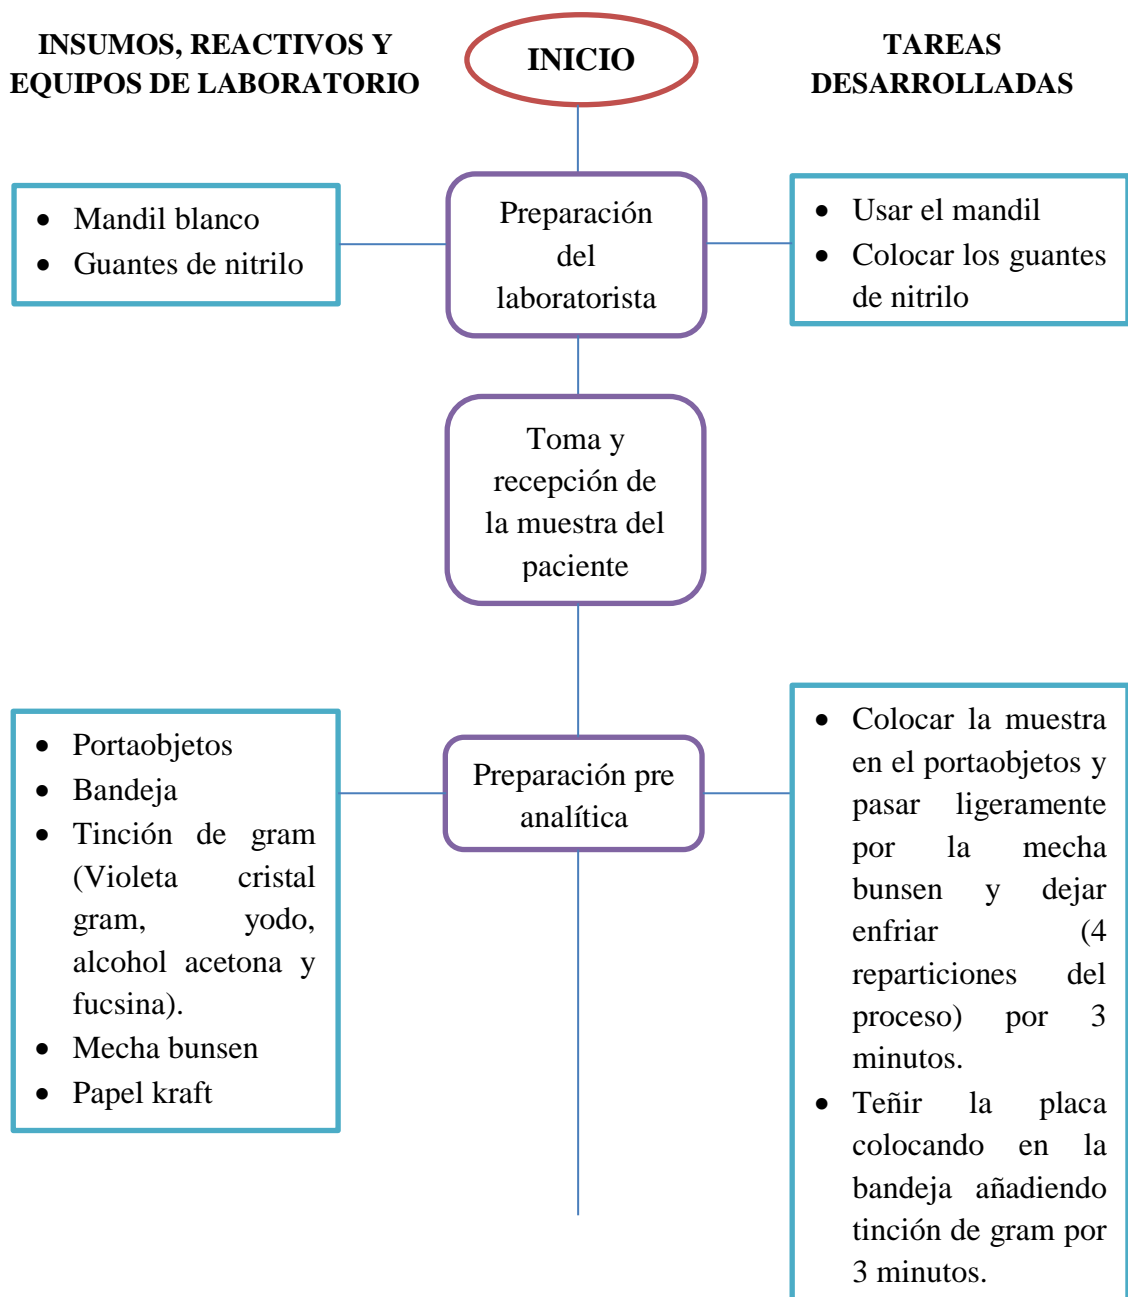 INSUMOS, REACTIVOS Y
EQUIPOS DE LABORATORIO
INICIO
TAREAS
DESARROLLADAS
• Mandil blanco
• Guantes de nitrilo
Preparación
del
laboratorista
• Usar el mandil
• Colocar los guantes
de nitrilo
Toma y
recepción de
la muestra del
paciente
• Portaobjetos
• Bandeja
• Tinción de gram
(Violeta cristal
gram, yodo,
alcohol acetona y
fucsina).
• Mecha bunsen
• Papel kraft
Preparación pre
analítica
• Colocar la muestra
en el portaobjetos y
pasar ligeramente
por la mecha
bunsen y dejar
enfriar (4
reparticiones del
proceso) por 3
minutos.
• Teñir la placa
colocando en la
bandeja añadiendo
tinción de gram por
3 minutos.